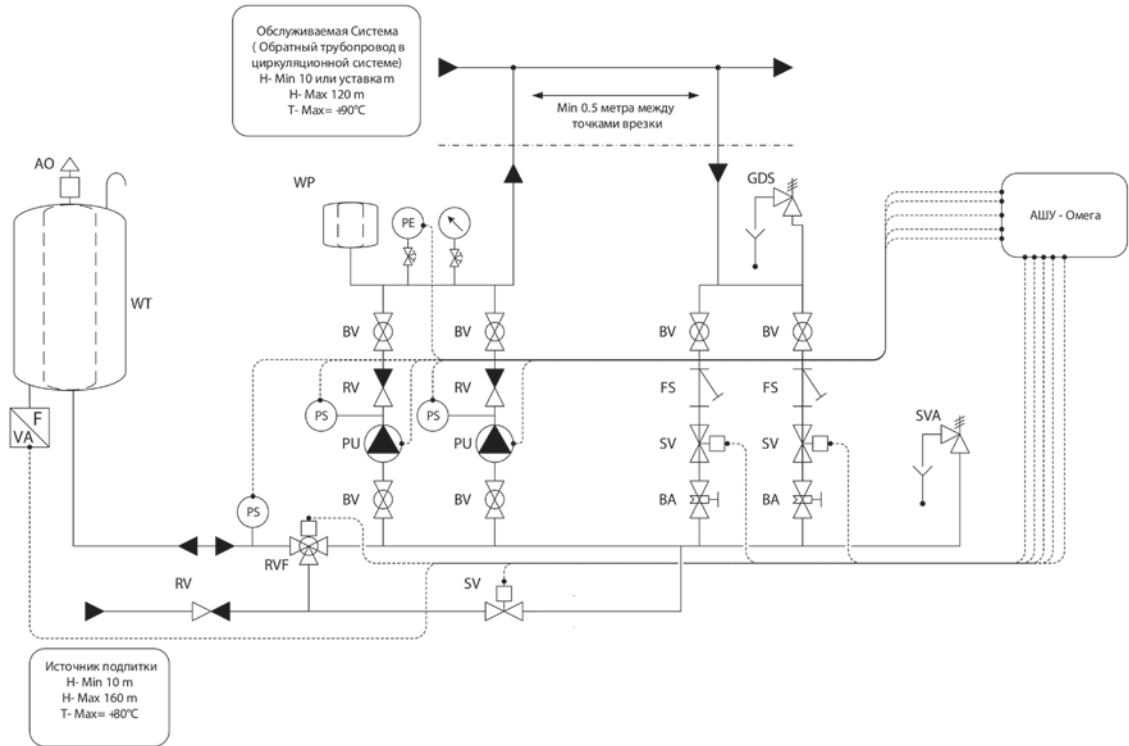 Обслуживаемая Система
( Обратный трубопровод в
циркуляционной системе)
H- Min 10 или уставка m
H- Max 120 m
T- Max= +90°C
Min 0.5 метра между
точками врезки
AO
WP
GDS
PE
АШУ - Омега
WT
BV
BV
BV
BV
RV
RV
FS
FS
PS
PS
F
VA
SVA
PU
PU
SV
SV
BV
BV
BA
BA
PS
RVF
RV
SV
Источник подпитки
H- Min 10 m
H- Max 160 m
T- Max= +80°C